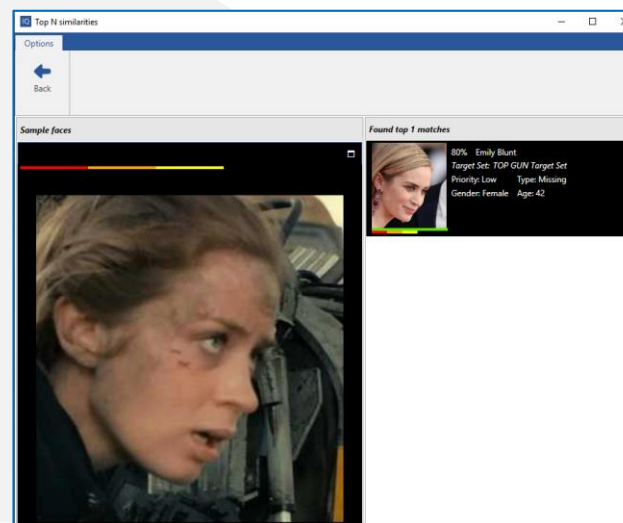 Top N similarities
Options
Back
Sample faces
Found top 1 matches
80% Emily Blunt
Target Set: TOP GUN Target Set
Priority: Low Type: Missing
Gender: Female Age: 42